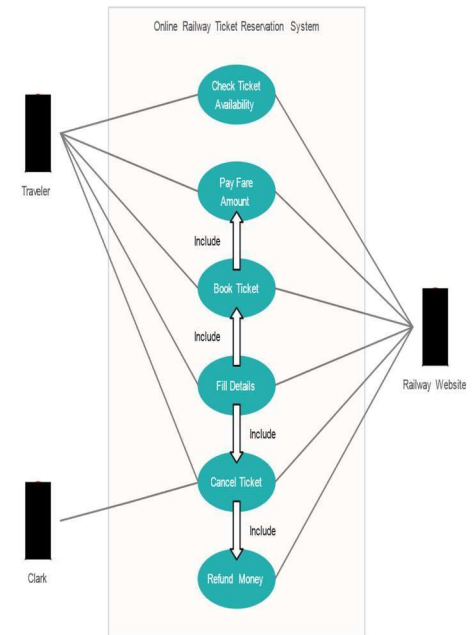 Online Railway Ticket Reservation System
Check Ticket
Availability
Traveler
Pay Fare
Amount
Include
Book Ticket
Include
Fill Details
Railway Website
Include
Cancel Ticket
Include
Clark
Refund Money